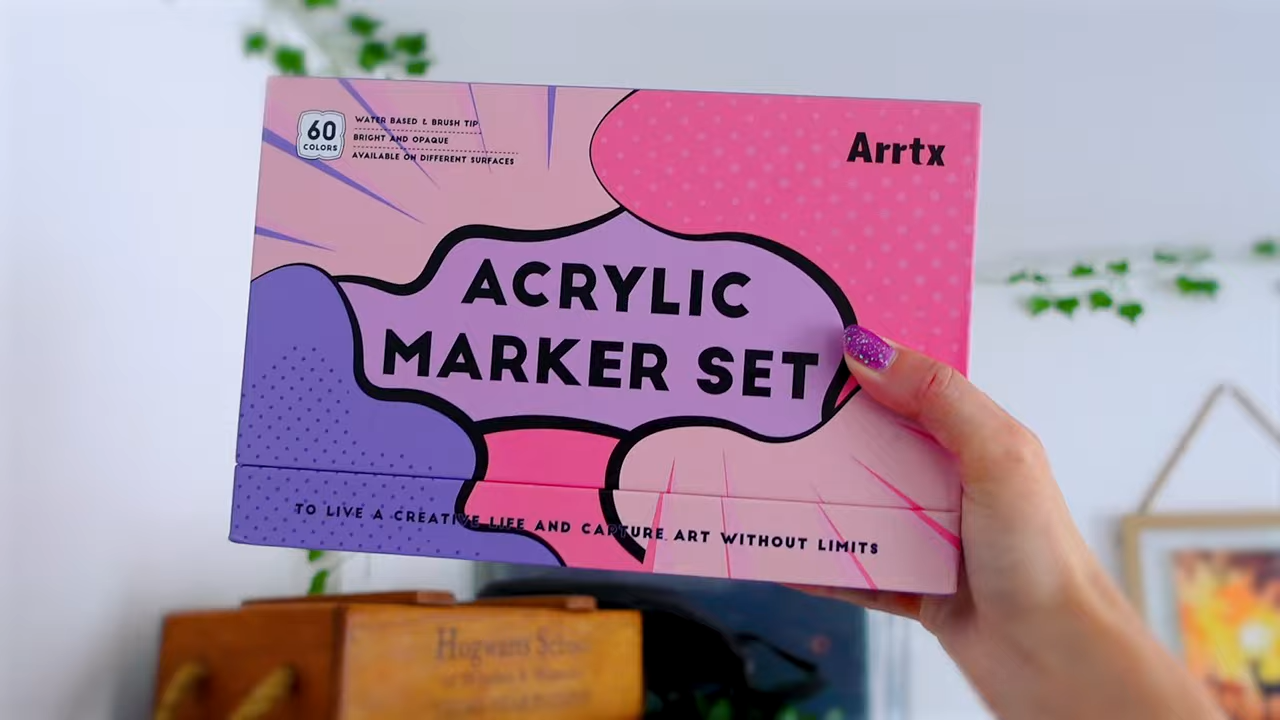 60
COLORS
WATER BASED & BRUSH TIP
BRIGHT AND OPAQUE
AVAILABLE ON DIFFERENT SURFACES
Arrtx
ACRYLIC
MARKER SET
TO LIVE A CREATIVE LIFE AND CAPTURE ART WITHOUT LIMITS
Hogwarts School